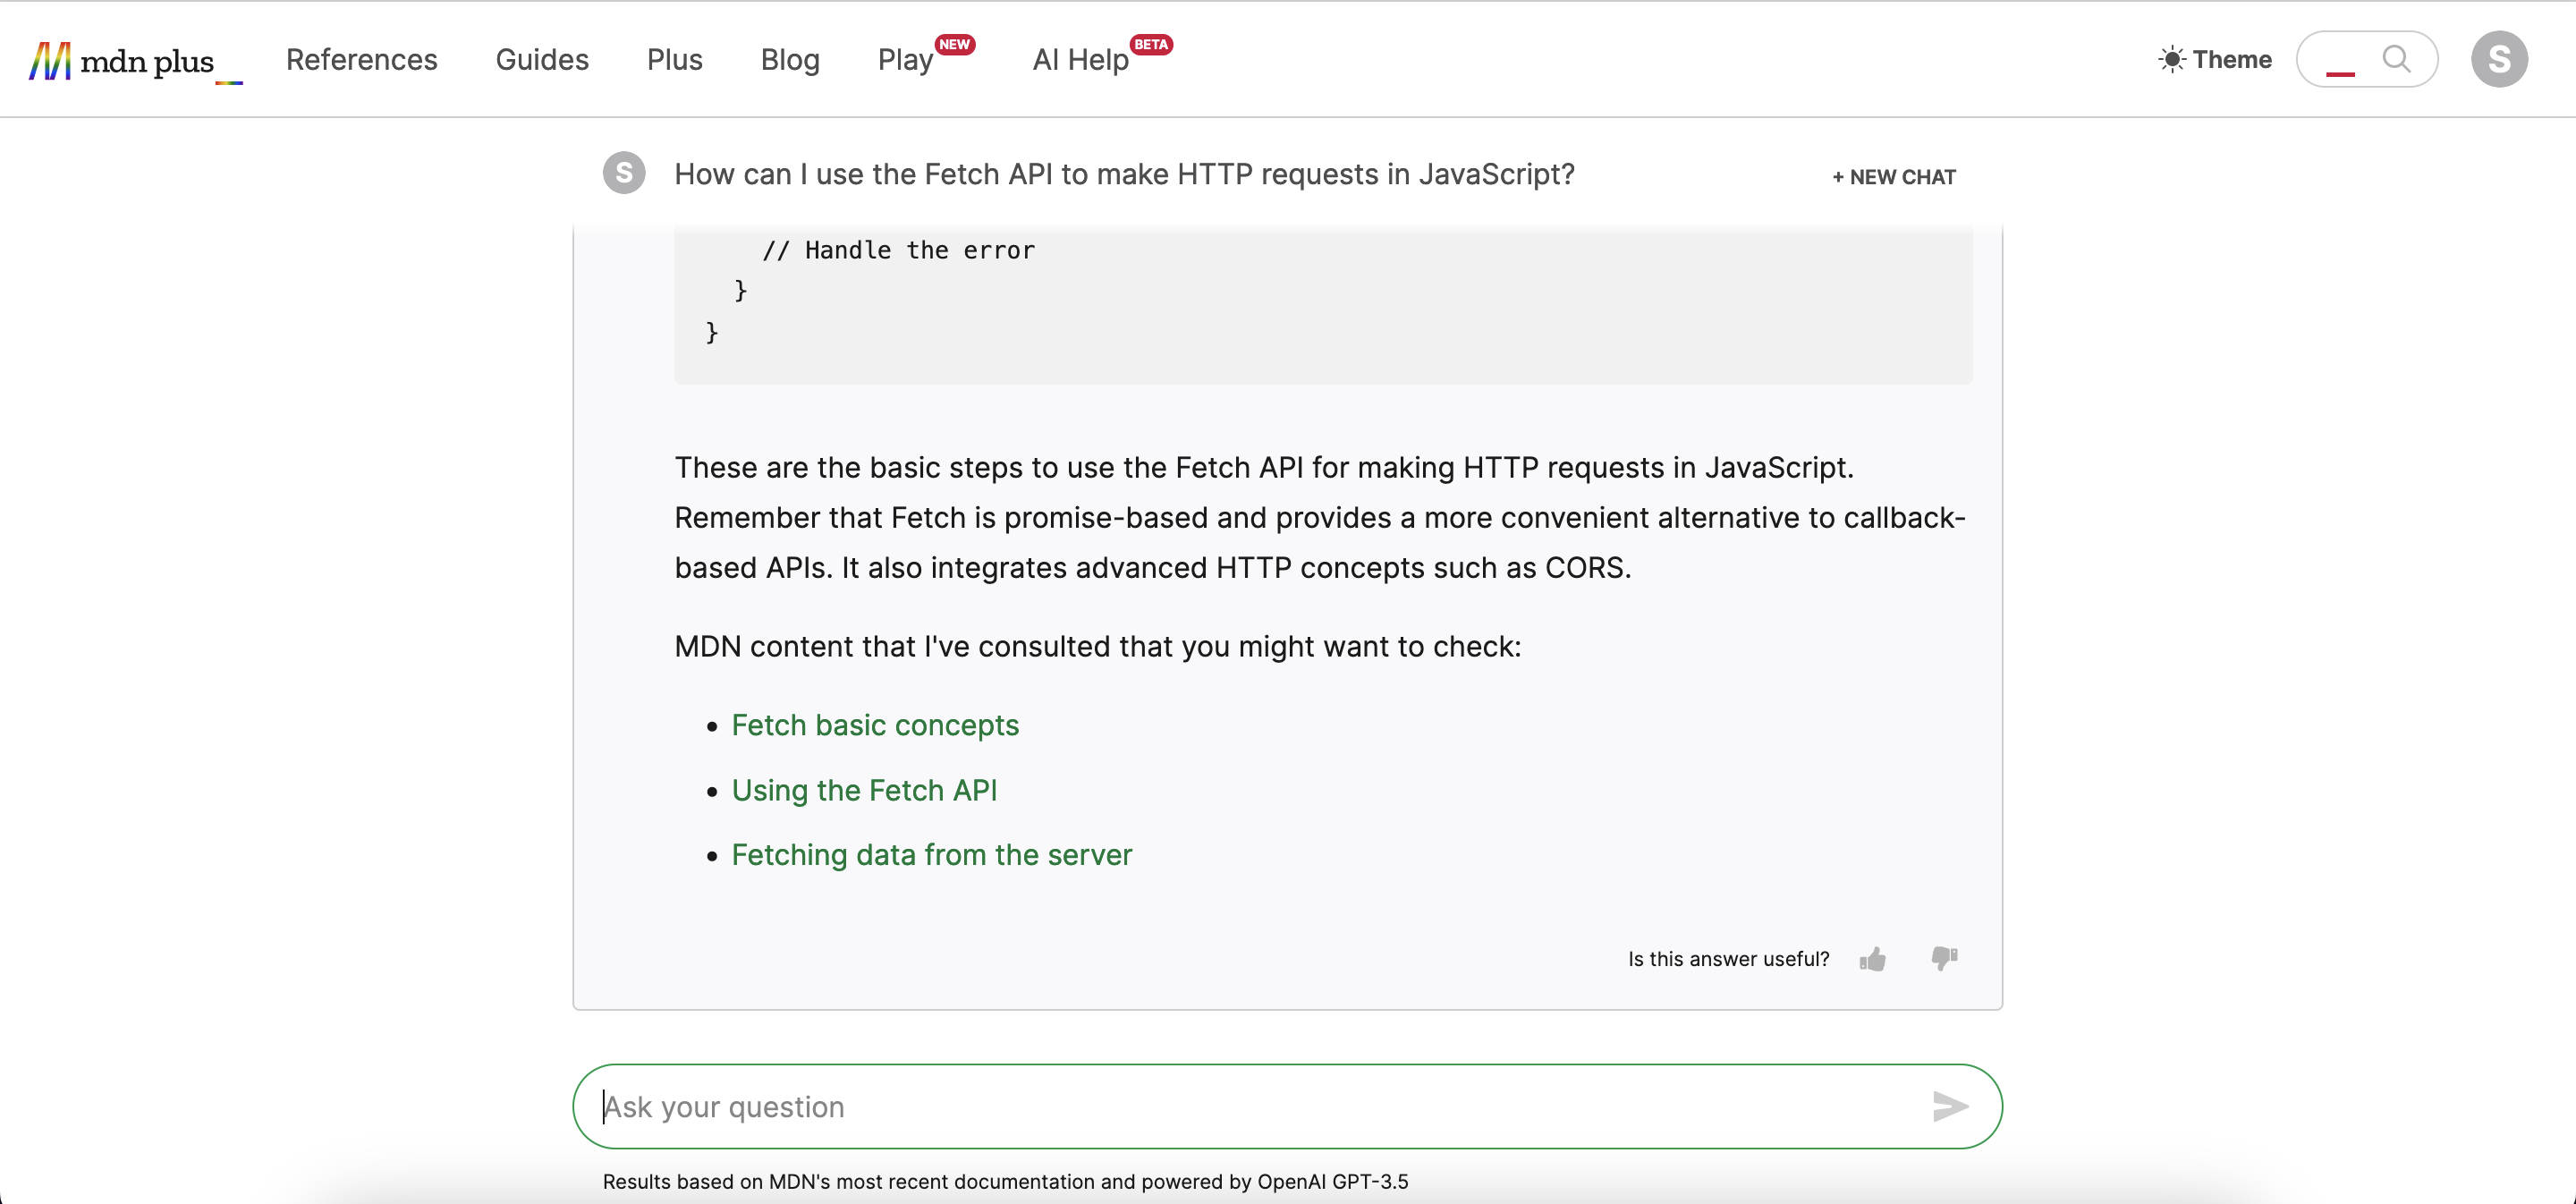 mdn plus_
References
Guides
Plus
Blog
Play NEW
AI Help BETA
Theme
S
S
How can I use the Fetch API to make HTTP requests in JavaScript?
+ NEW CHAT
// Handle the error
}
}
These are the basic steps to use the Fetch API for making HTTP requests in JavaScript.
Remember that Fetch is promise-based and provides a more convenient alternative to callback-
based APIs. It also integrates advanced HTTP concepts such as CORS.
MDN content that I've consulted that you might want to check:
• Fetch basic concepts
• Using the Fetch API
• Fetching data from the server
Is this answer useful?
Ask your question
Results based on MDN's most recent documentation and powered by OpenAI GPT-3.5